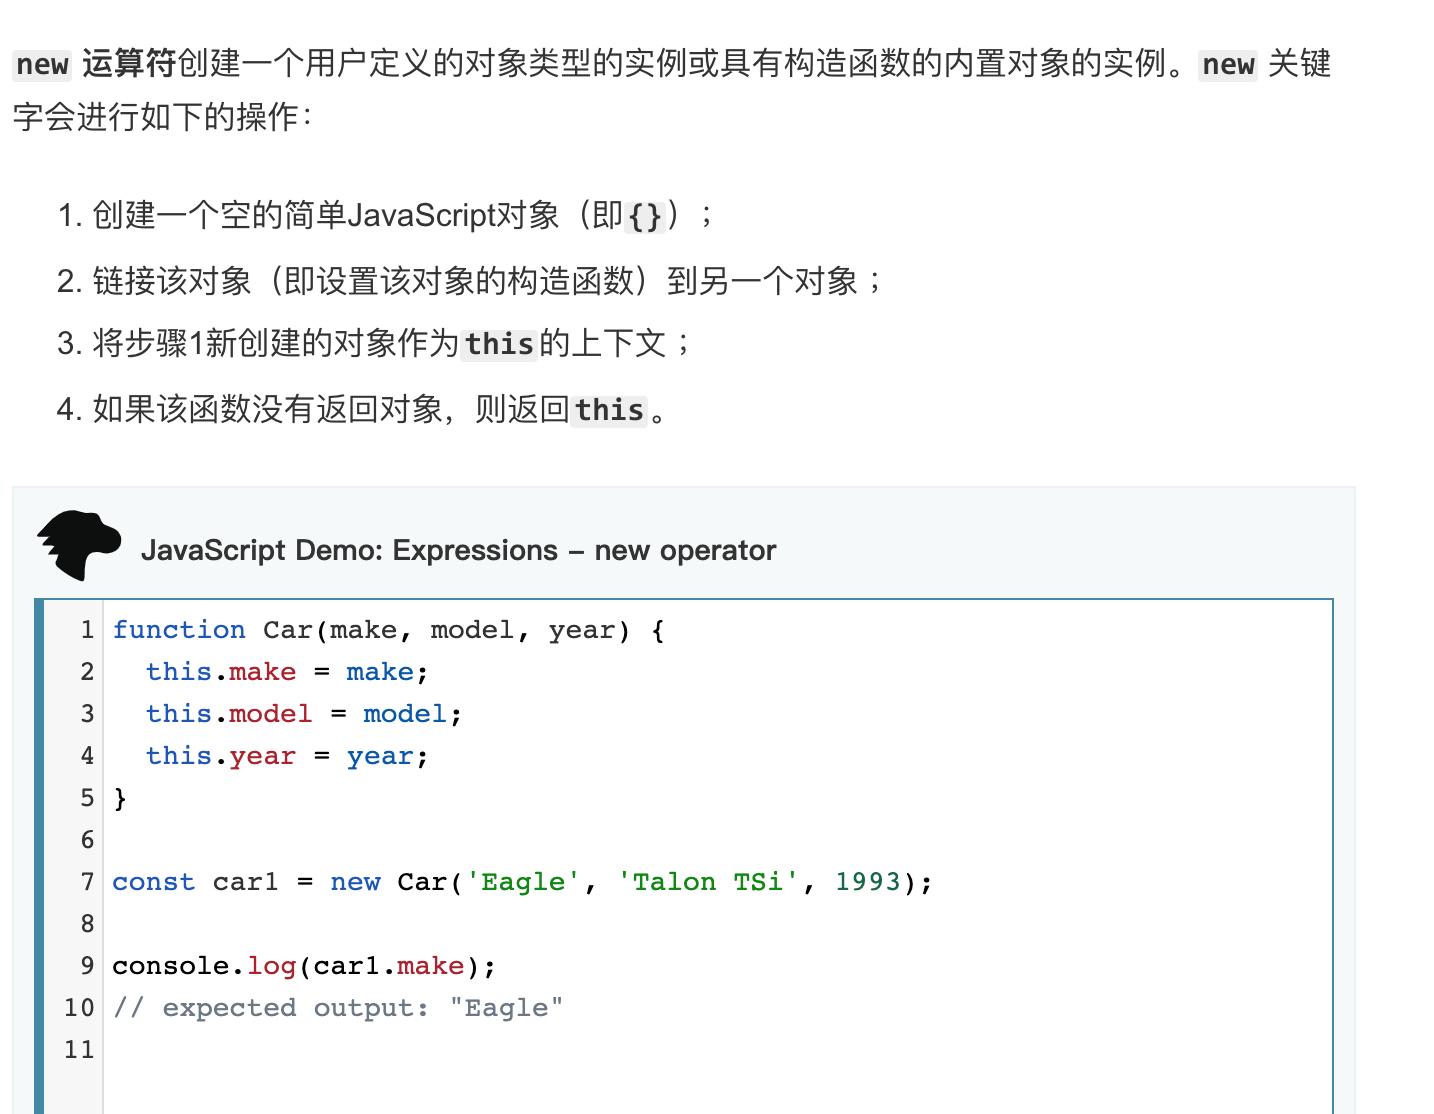 new 运算符创建一个用户定义的对象类型的实例或具有构造函数的内置对象的实例。new 关键
字会进行如下的操作：
1. 创建一个空的简单JavaScript对象（即{}）；
2. 链接该对象（即设置该对象的构造函数）到另一个对象；
3. 将步骤1新创建的对象作为this的上下文；
4. 如果该函数没有返回对象，则返回this。
JavaScript Demo: Expressions – new operator
1 function Car(make, model, year) {
2   this.make = make;
3   this.model = model;
4   this.year = year;
5 }
6
7 const car1 = new Car('Eagle', 'Talon TSi', 1993);
8
9 console.log(car1.make);
10 // expected output: "Eagle"
11